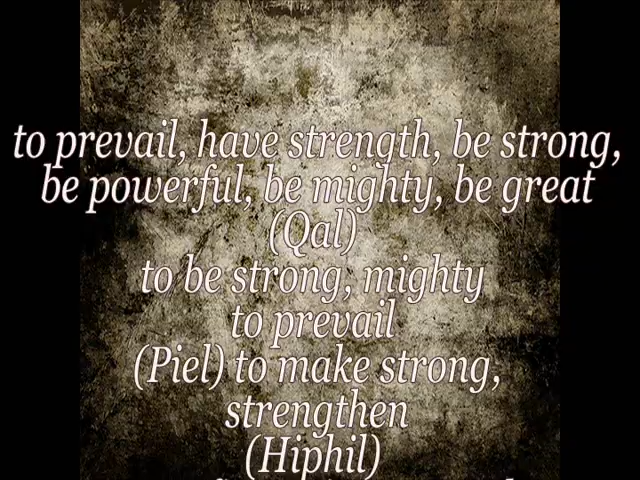 to prevail, have strength, be strong,
be powerful, be mighty, be great
(Qal)
to be strong, mighty
to prevail
(Piel) to make strong,
strengthen
(Hiphil)